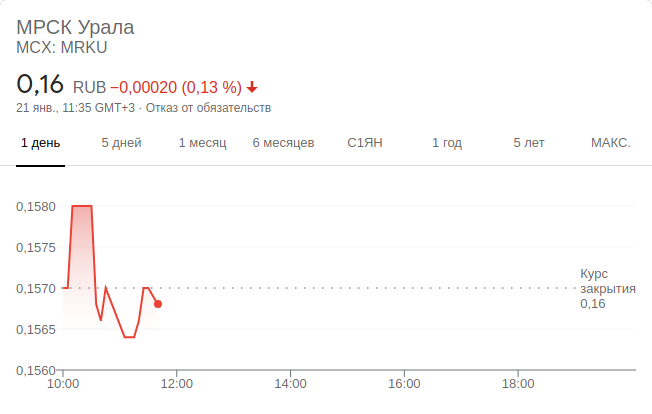 МРСК Урала
MCX: MRKU
0,16 RUB −0,00020 (0,13 %)
21 янв., 11:35 GMT+3 · Отказ от обязательств
1 день 5 дней 1 месяц 6 месяцев С1ЯН 1 год 5 лет МАКС.
0,1580
0,1575
0,1570
0,1565
0,1560
Курс
закрытия
0,16
10:00 12:00 14:00 16:00 18:00